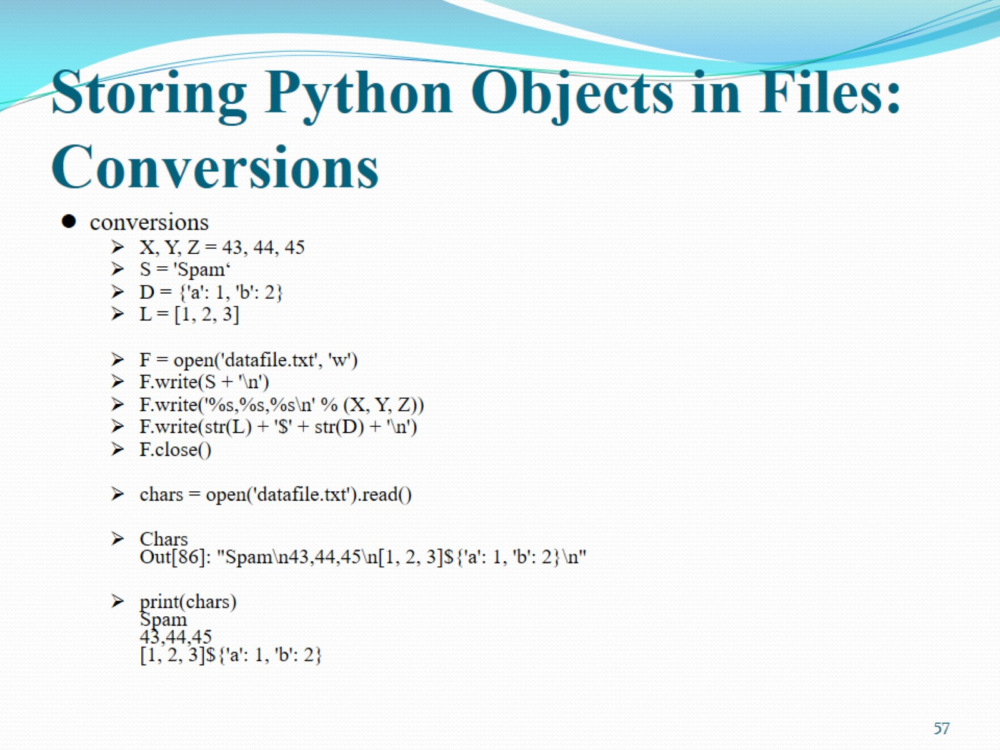 Storing Python Objects in Files:
Conversions
● conversions
➢ X, Y, Z = 43, 44, 45
➢ S = 'Spam‘
➢ D = {'a': 1, 'b': 2}
➢ L = [1, 2, 3]
➢ F = open('datafile.txt', 'w')
➢ F.write(S + '\n')
➢ F.write('%s,%s,%s\n' % (X, Y, Z))
➢ F.write(str(L) + '$' + str(D) + '\n')
➢ F.close()
➢ chars = open('datafile.txt').read()
➢ Chars
Out[86]: "Spam\n43,44,45\n[1, 2, 3]${'a': 1, 'b': 2}\n"
➢ print(chars)
Spam
43,44,45
[1, 2, 3]${'a': 1, 'b': 2}
57